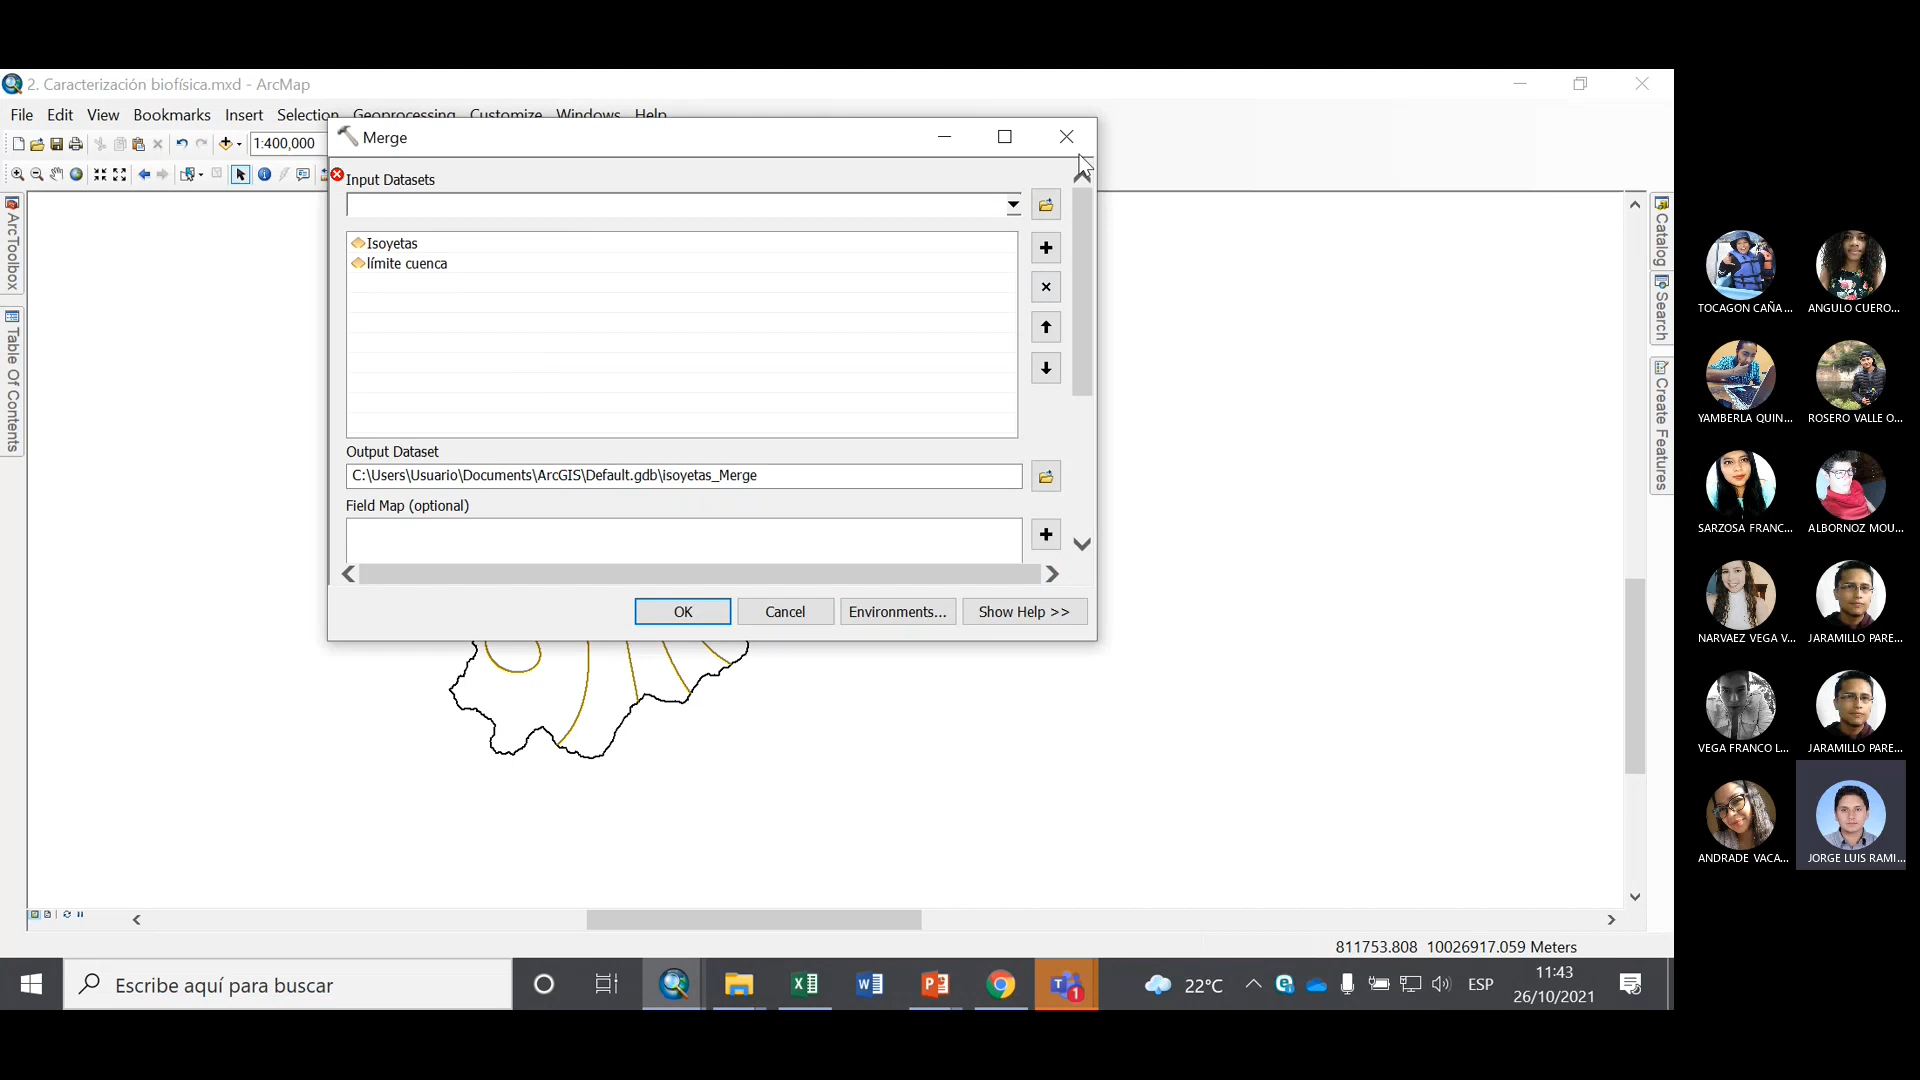 2. Caracterización biofísica.mxd - ArcMap
File Edit View Bookmarks Insert Selection Geoprocessing Customize Windows Help
1:400,000
Merge
Input Datasets
Isoyetas
límite cuenca
Output Dataset
C:\Users\Usuario\Documents\ArcGIS\Default.gdb\isoyetas_Merge
Field Map (optional)
OK Cancel Environments... Show Help >>
ArcToolbox
Table Of Contents
Catalog
Search
Create Features
811753.808 10026917.059 Meters
Escribe aquí para buscar
1
22°C
ESP
11:43
26/10/2021
TOCAGON CAÑA... ANGULO CUERO...
YAMBERLA QUIN... ROSERO VALLE O...
SARZOSA FRANC... ALBORNOZ MOU...
NARVAEZ VEGA V... JARAMILLO PARE...
VEGA FRANCO L... JARAMILLO PARE...
ANDRADE VACA... JORGE LUIS RAMI...